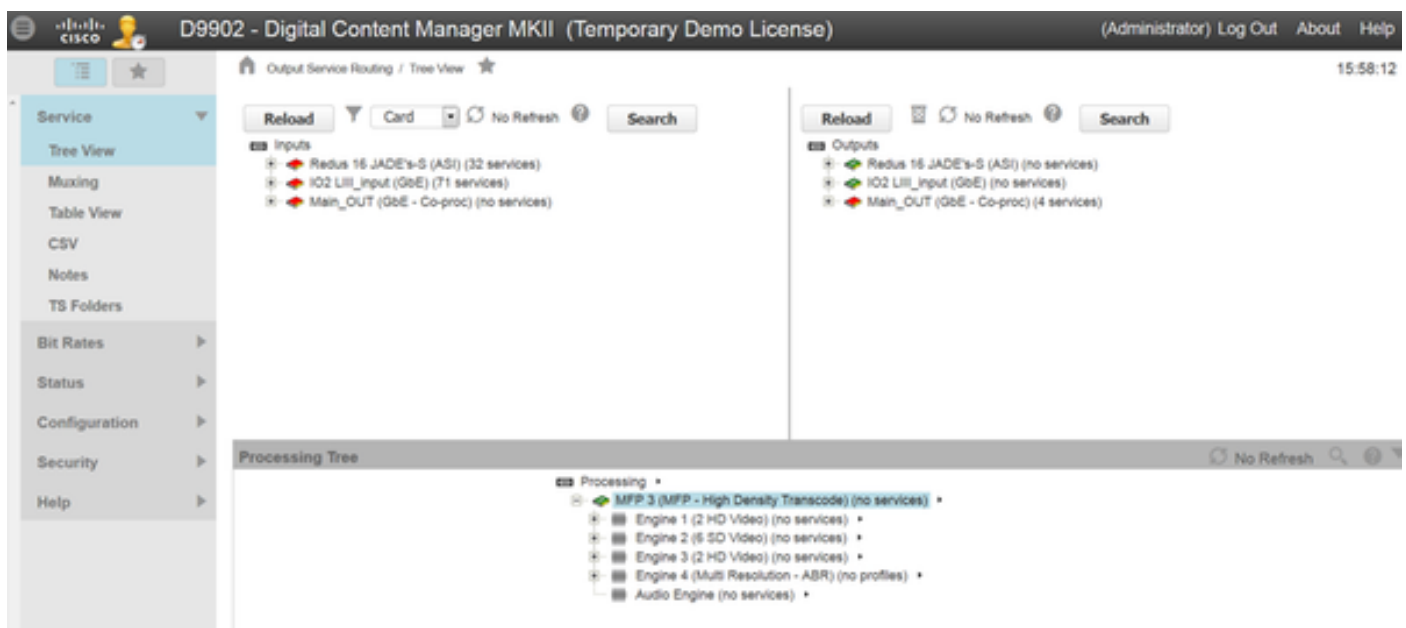 cisco
D9902 - Digital Content Manager MKII (Temporary Demo License)
(Administrator) Log Out About Help
Output Service Routing / Tree View
15:58:12
Service
Tree View
Muxing
Table View
CSV
Notes
TS Folders
Bit Rates
Status
Configuration
Security
Help
Reload Card No Refresh Search
Inputs
Redus 16 JADE's-S (ASI) (32 services)
IO2 LIII_input (GbE) (71 services)
Main_OUT (GbE - Co-proc) (no services)
Reload No Refresh Search
Outputs
Redus 16 JADE's-S (ASI) (no services)
IO2 LIII_input (GbE) (no services)
Main_OUT (GbE - Co-proc) (4 services)
Processing Tree
No Refresh
Processing
MFP 3 (MFP - High Density Transcode) (no services)
Engine 1 (2 HD Video) (no services)
Engine 2 (6 SD Video) (no services)
Engine 3 (2 HD Video) (no services)
Engine 4 (Multi Resolution - ABR) (no profiles)
Audio Engine (no services)